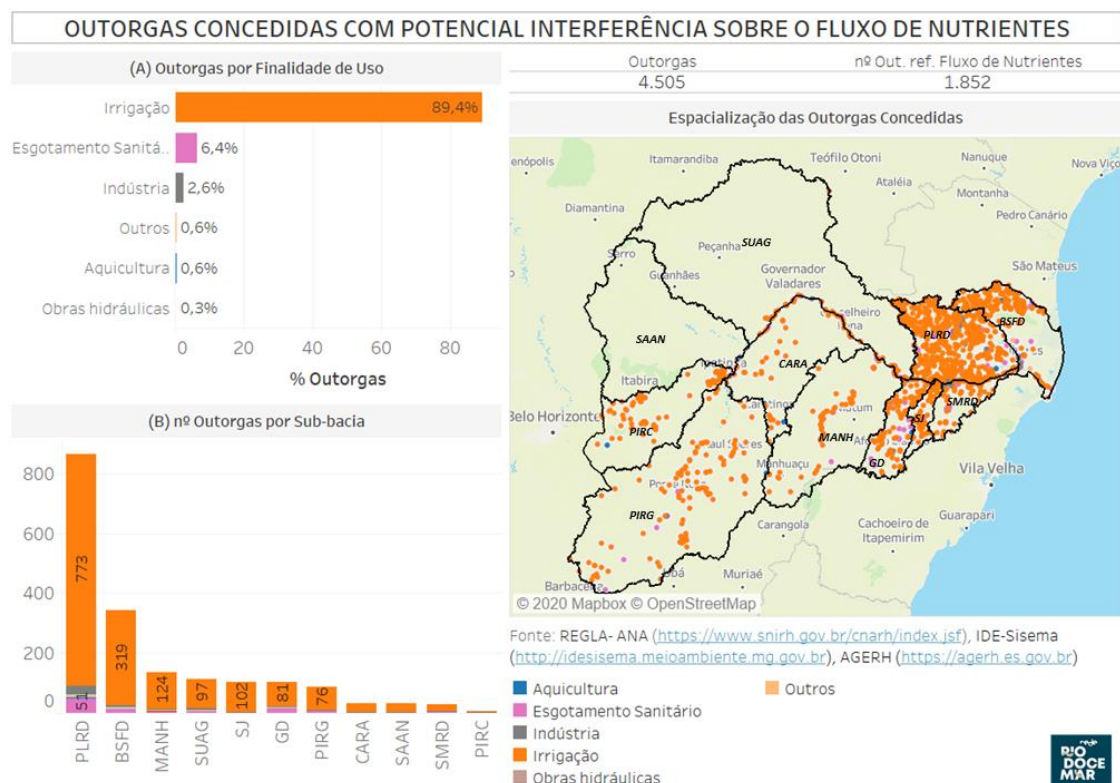 OUTORGAS CONCEDIDAS COM POTENCIAL INTERFERÊNCIA SOBRE O FLUXO DE NUTRIENTES
(A) Outorgas por Finalidade de Uso
Irrigação 89,4%
Esgotamento Sanitá.. 6,4%
Indústria 2,6%
Outros 0,6%
Aquicultura 0,6%
Obras hidráulicas 0,3%
0 20 40 60 80
% Outorgas
(B) nº Outorgas por Sub-bacia
800
600
400
200
0
773
51
319
124
97
102
81
76
PLRD
BSFD
MANH
SUAG
SJ
GD
PIRG
CARA
SAAN
SMRD
PIRC
Outorgas
4.505
nº Out. ref. Fluxo de Nutrientes
1.852
Espacialização das Outorgas Concedidas
enópolis
Itamarandiba
Teófilo Otoni
Nanuque
Nova Viço
Ataléia
Montanha
Diamantina
Pedro Canário
Peçanha
SUAG
Serro
São Mateus
Guanhães
Governador
Valadares
BSFD
PLRD
SAAN
CARA
Itabira
SMRD
Belo Horizonte
PIRC
SJ
MANH
GD
Vila Velha
PIRG
Guarapari
Carangola
Cachoeiro de
Itapemirim
Muriaé
Barbacena
© 2020 Mapbox © OpenStreetMap
Fonte: REGLA- ANA (https://www.snirh.gov.br/cnarh/index.jsf), IDE-Sisema
(http://idesisema.meioambiente.mg.gov.br), AGERH (https://agerh.es.gov.br)
Aquicultura
Outros
Esgotamento Sanitário
Indústria
Irrigação
Obras hidráulicas
rede
RIO
DOCE
MAR